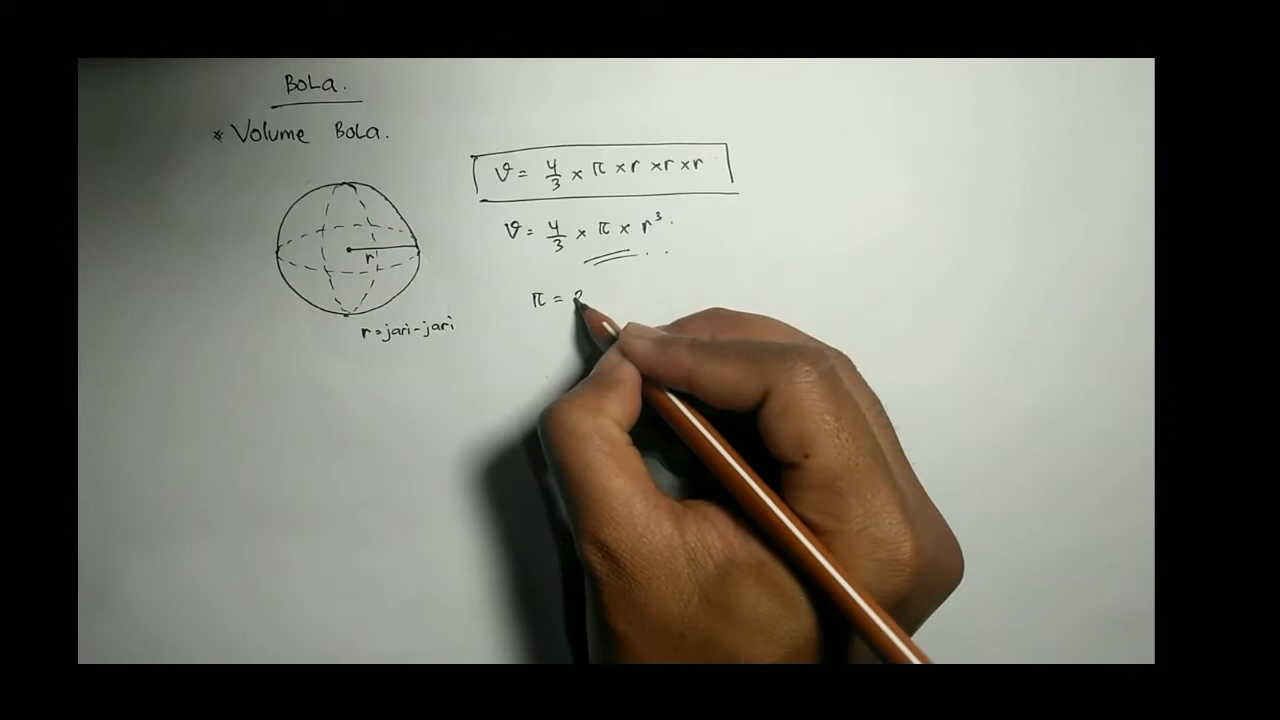 BoLa.
* Volume BoLa.
V = 4/3 × π × r × r × r
V = 4/3 × π × r³.
r
r = jari-jari
π =